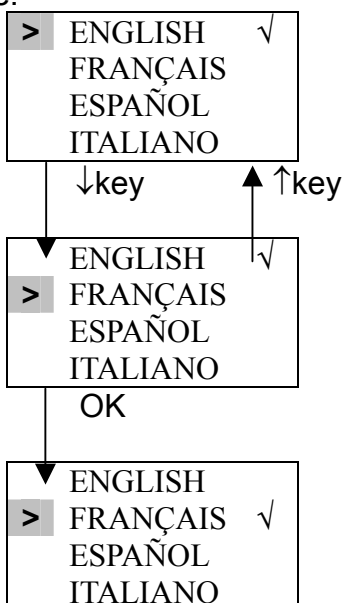 > ENGLISH √
FRANÇAIS
ESPAÑOL
ITALIANO
↓key ↑key
ENGLISH √
> FRANÇAIS
ESPAÑOL
ITALIANO
OK
ENGLISH
> FRANÇAIS √
ESPAÑOL
ITALIANO